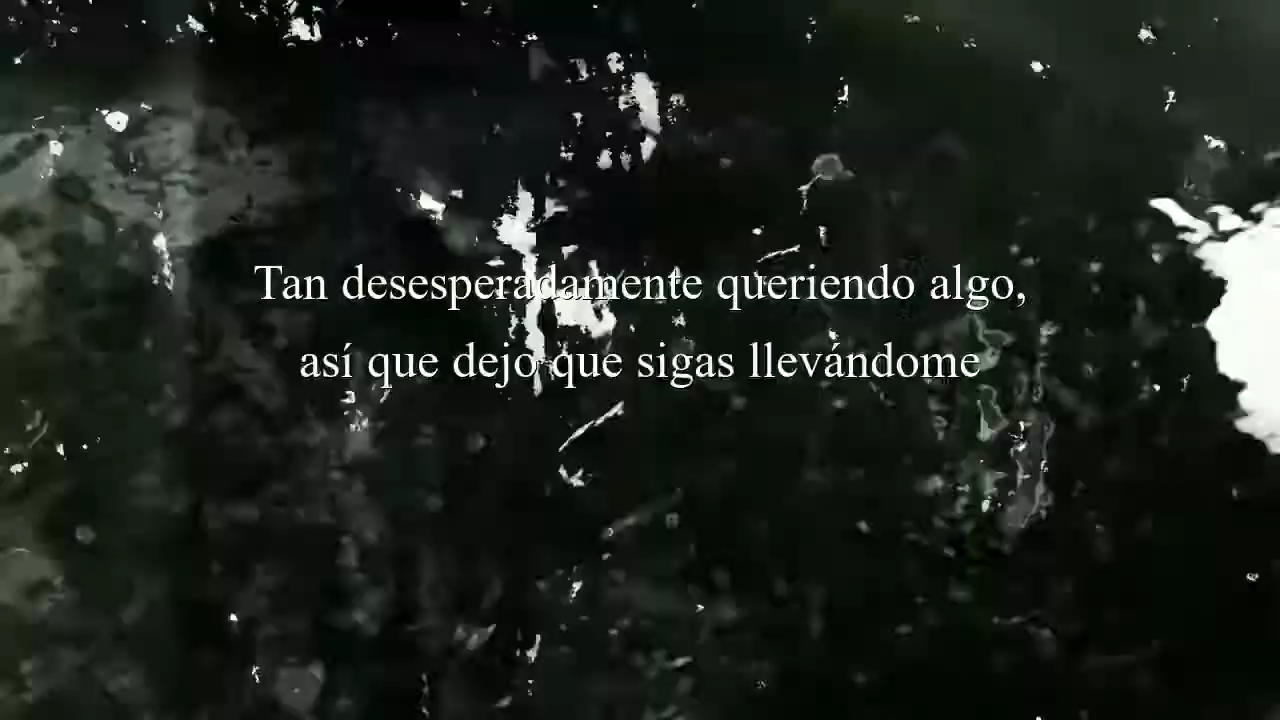 Tan desesperadamente queriendo algo,
así que dejo que sigas llevándome